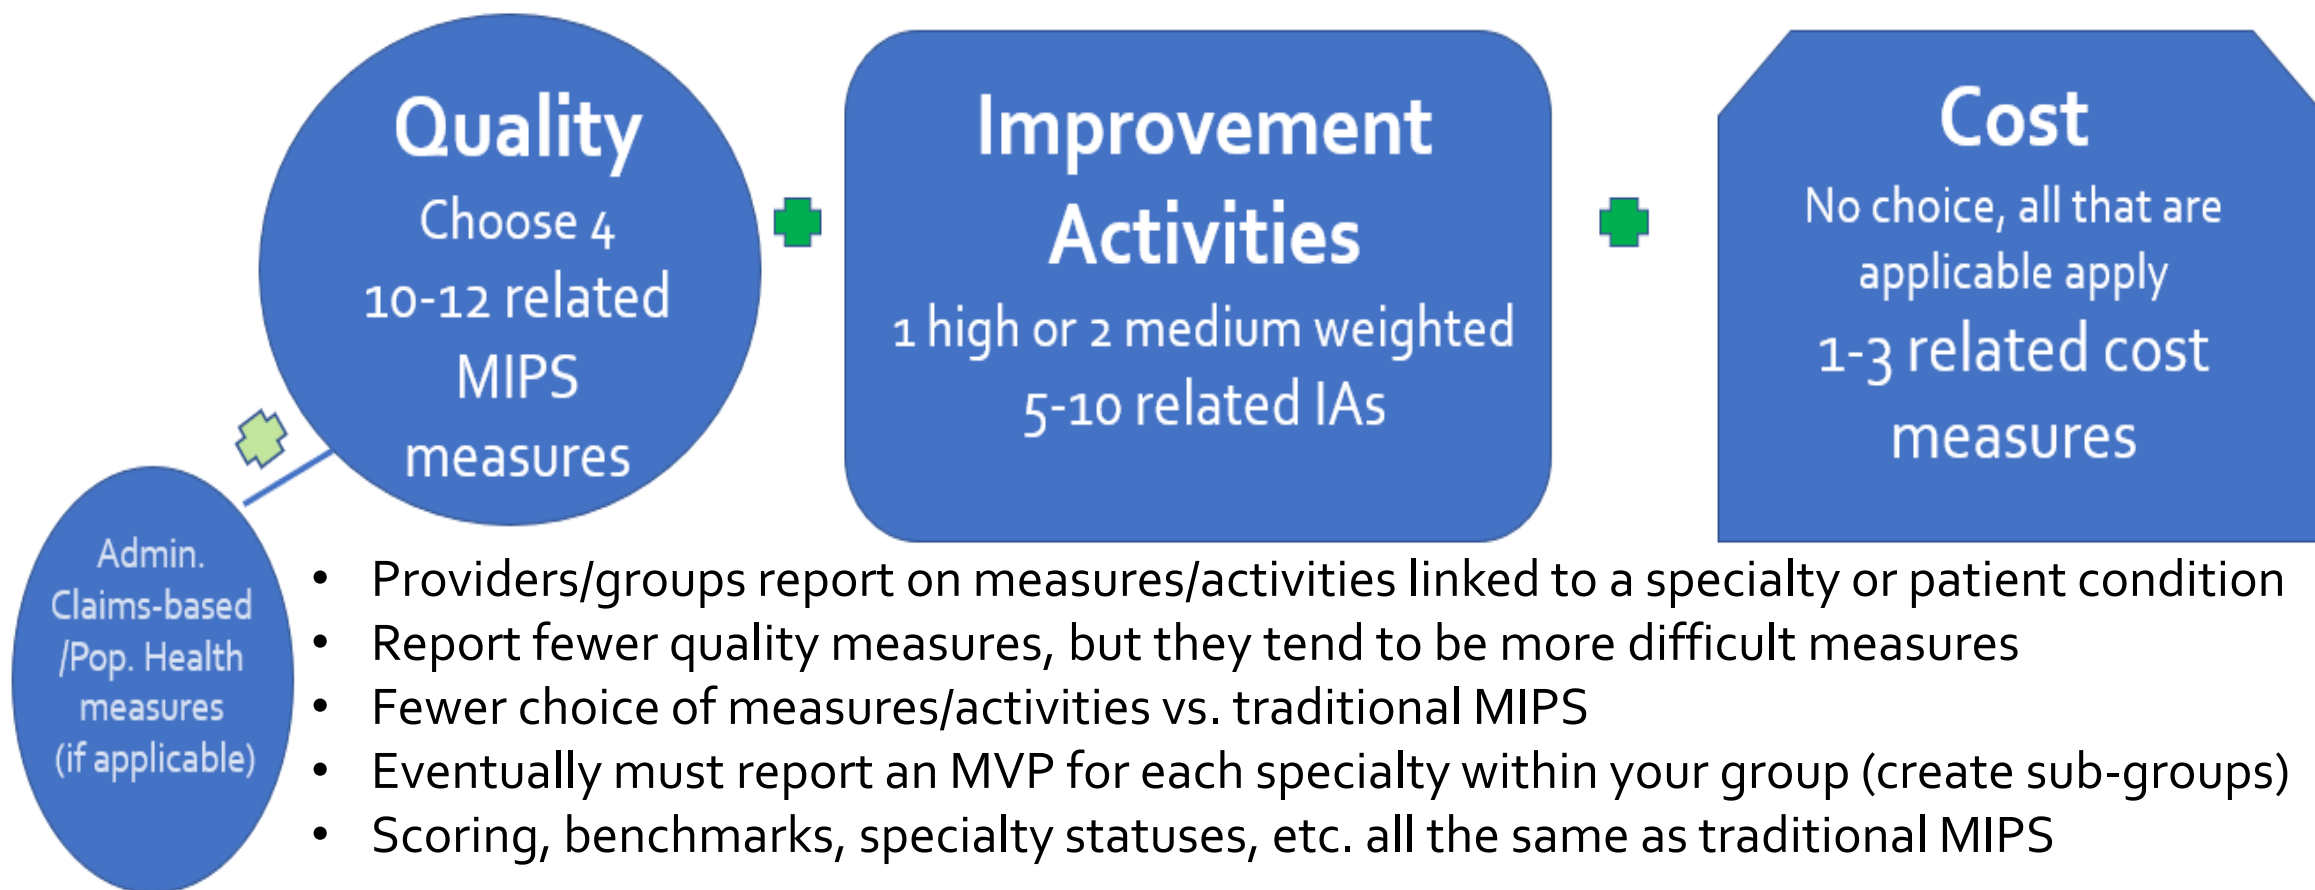 Quality
Choose 4
10-12 related
MIPS
measures
Improvement
Activities
1 high or 2 medium weighted
5-10 related IAs
Cost
No choice, all that are
applicable apply
1-3 related cost
measures
Admin.
Claims-based
/Pop. Health
measures
(if applicable)
• Providers/groups report on measures/activities linked to a specialty or patient condition
• Report fewer quality measures, but they tend to be more difficult measures
• Fewer choice of measures/activities vs. traditional MIPS
• Eventually must report an MVP for each specialty within your group (create sub-groups)
• Scoring, benchmarks, specialty statuses, etc. all the same as traditional MIPS